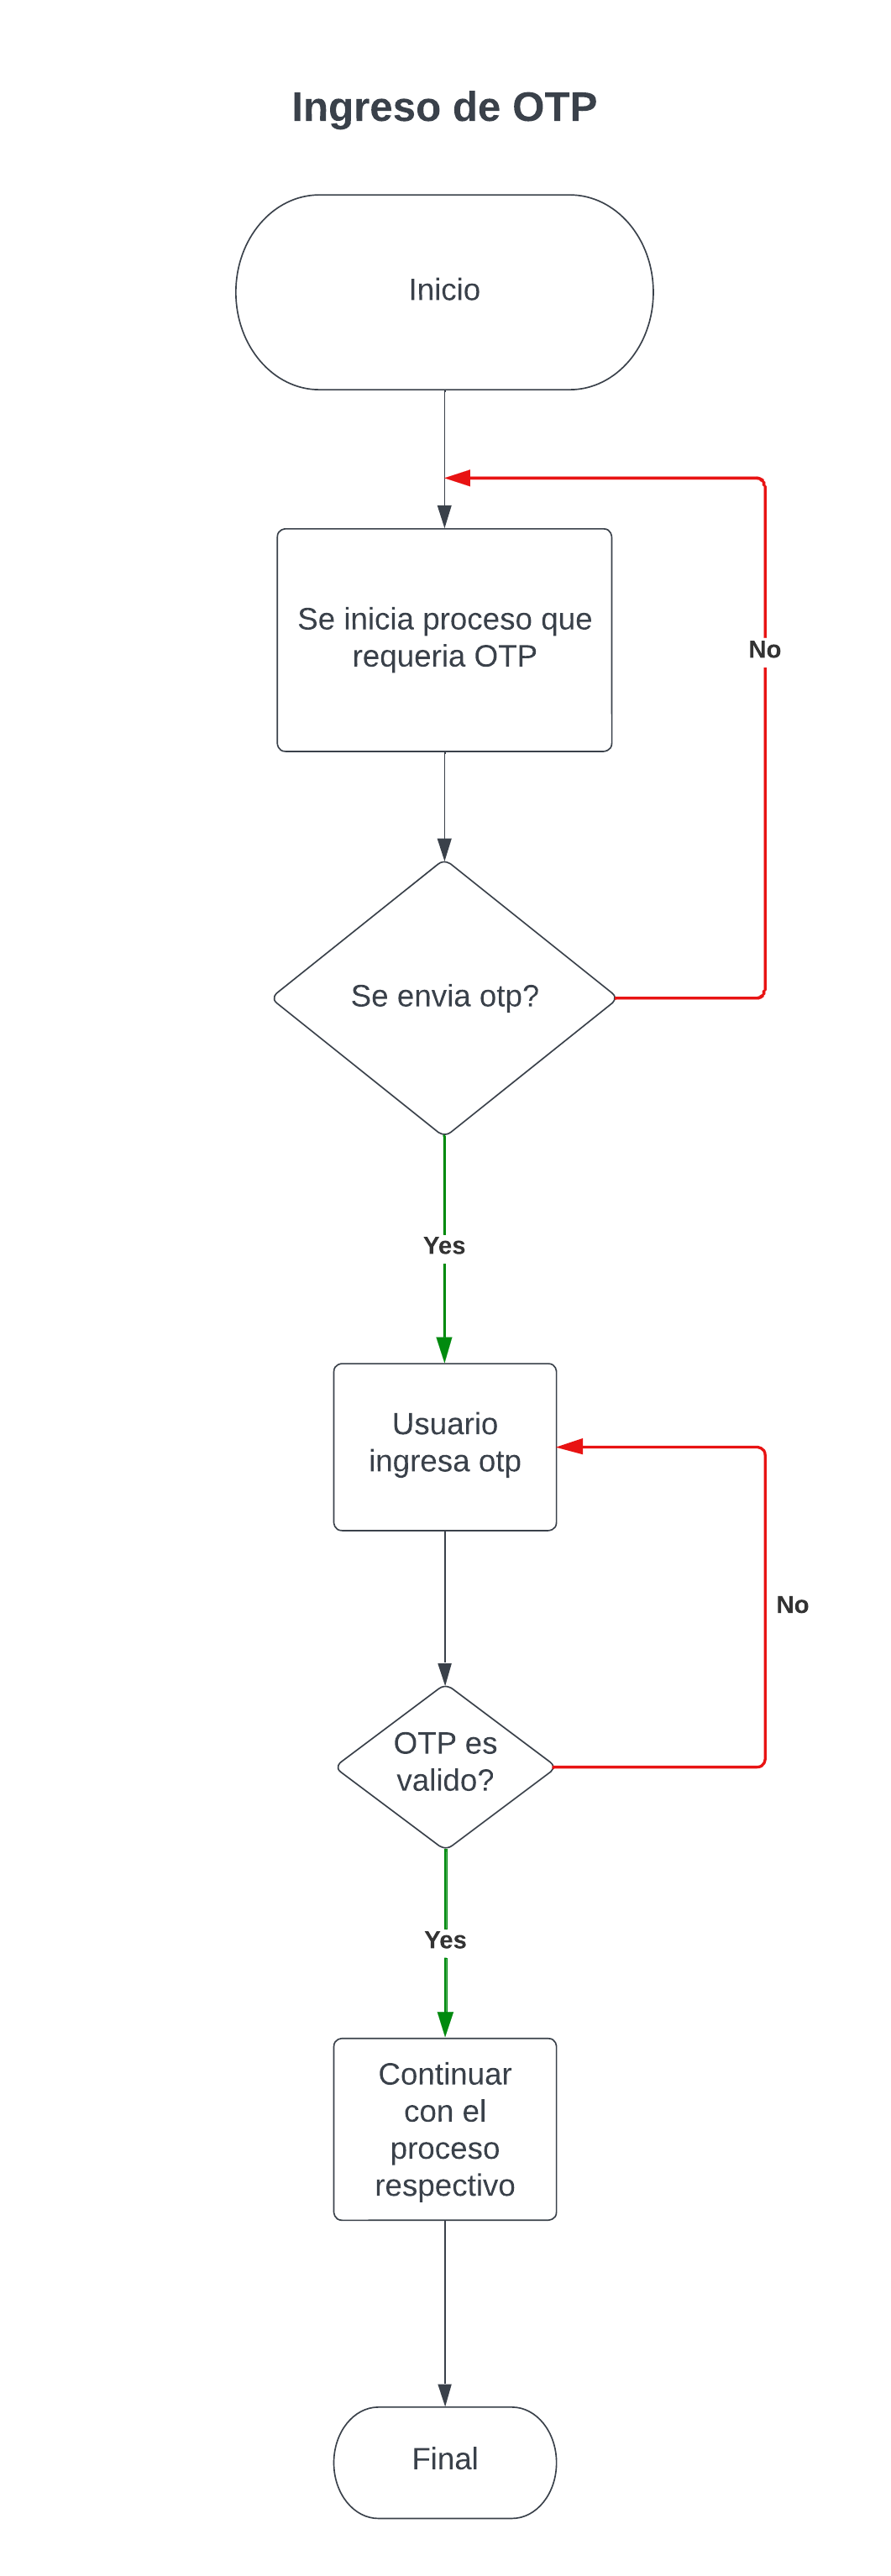 Ingreso de OTP
Inicio
Se inicia proceso que
requeria OTP
No
Se envia otp?
Yes
Usuario
ingresa otp
No
OTP es
valido?
Yes
Continuar
con el
proceso
respectivo
Final